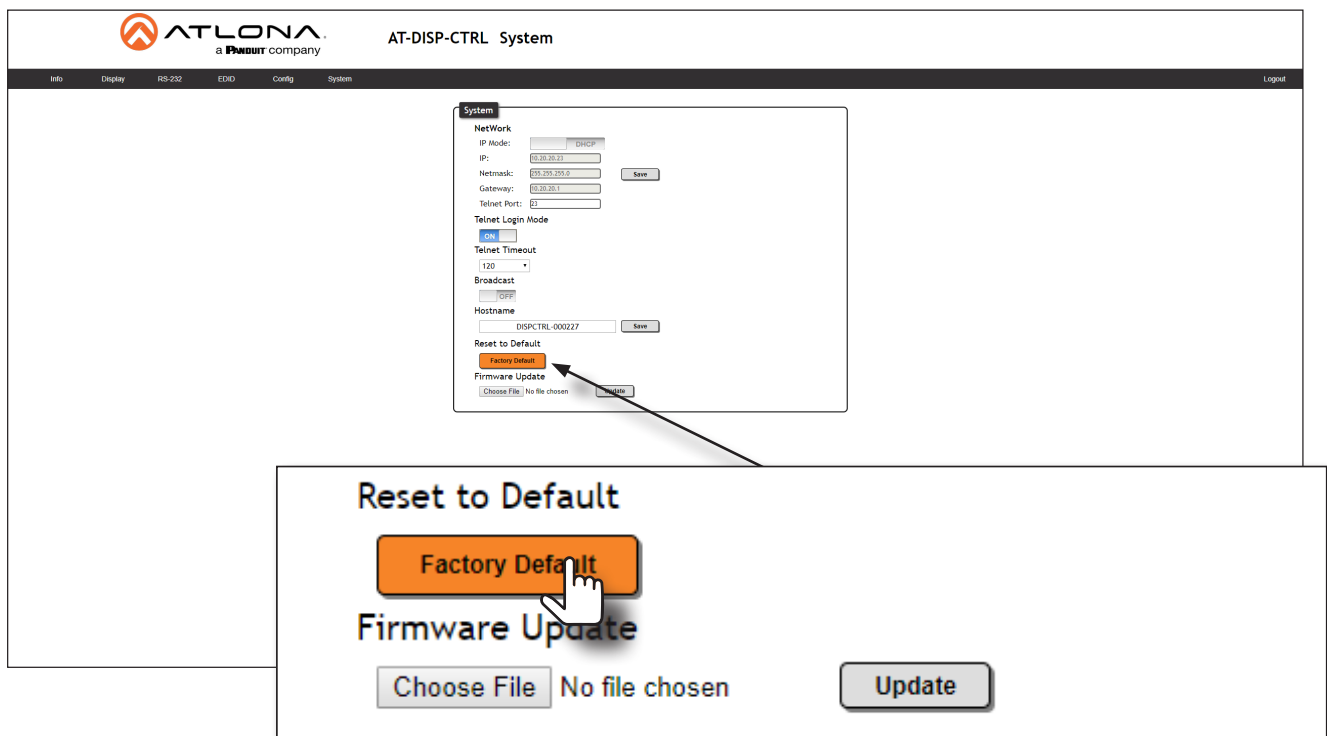 ATLONA.
a PANDUIT company
AT-DISP-CTRL System
Info Display RS-232 EDID Config System Logout
System
NetWork
IP Mode: DHCP
IP: 10.20.20.23
Netmask: 255.255.255.0 Save
Gateway: 10.20.20.1
Telnet Port: 23
Telnet Login Mode
ON
Telnet Timeout
120
Broadcast
OFF
Hostname
DISPCTRL-000227 Save
Reset to Default
Factory Default
Firmware Update
Choose File No file chosen Update
Reset to Default
Factory Default
Firmware Update
Choose File No file chosen Update